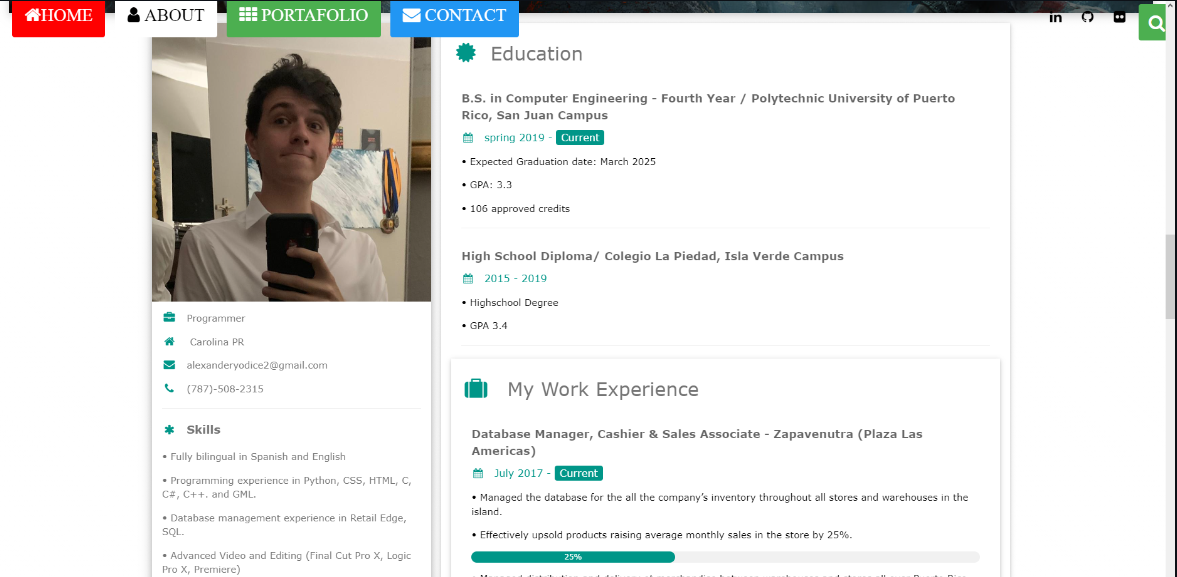 HOME ABOUT PORTAFOLIO CONTACT
Programmer
Carolina PR
alexanderyodice2@gmail.com
(787)-508-2315
Skills
• Fully bilingual in Spanish and English
• Programming experience in Python, CSS, HTML, C,
C#, C++. and GML.
• Database management experience in Retail Edge,
SQL.
• Advanced Video and Editing (Final Cut Pro X, Logic
Pro X, Premiere)
Education
B.S. in Computer Engineering - Fourth Year / Polytechnic University of Puerto
Rico, San Juan Campus
spring 2019 - Current
• Expected Graduation date: March 2025
• GPA: 3.3
• 106 approved credits
High School Diploma/ Colegio La Piedad, Isla Verde Campus
2015 - 2019
• Highschool Degree
• GPA 3.4
My Work Experience
Database Manager, Cashier & Sales Associate - Zapavenutra (Plaza Las
Americas)
July 2017 - Current
• Managed the database for the all the company's inventory throughout all stores and warehouses in the
island.
• Effectively upsold products raising average monthly sales in the store by 25%.
25%